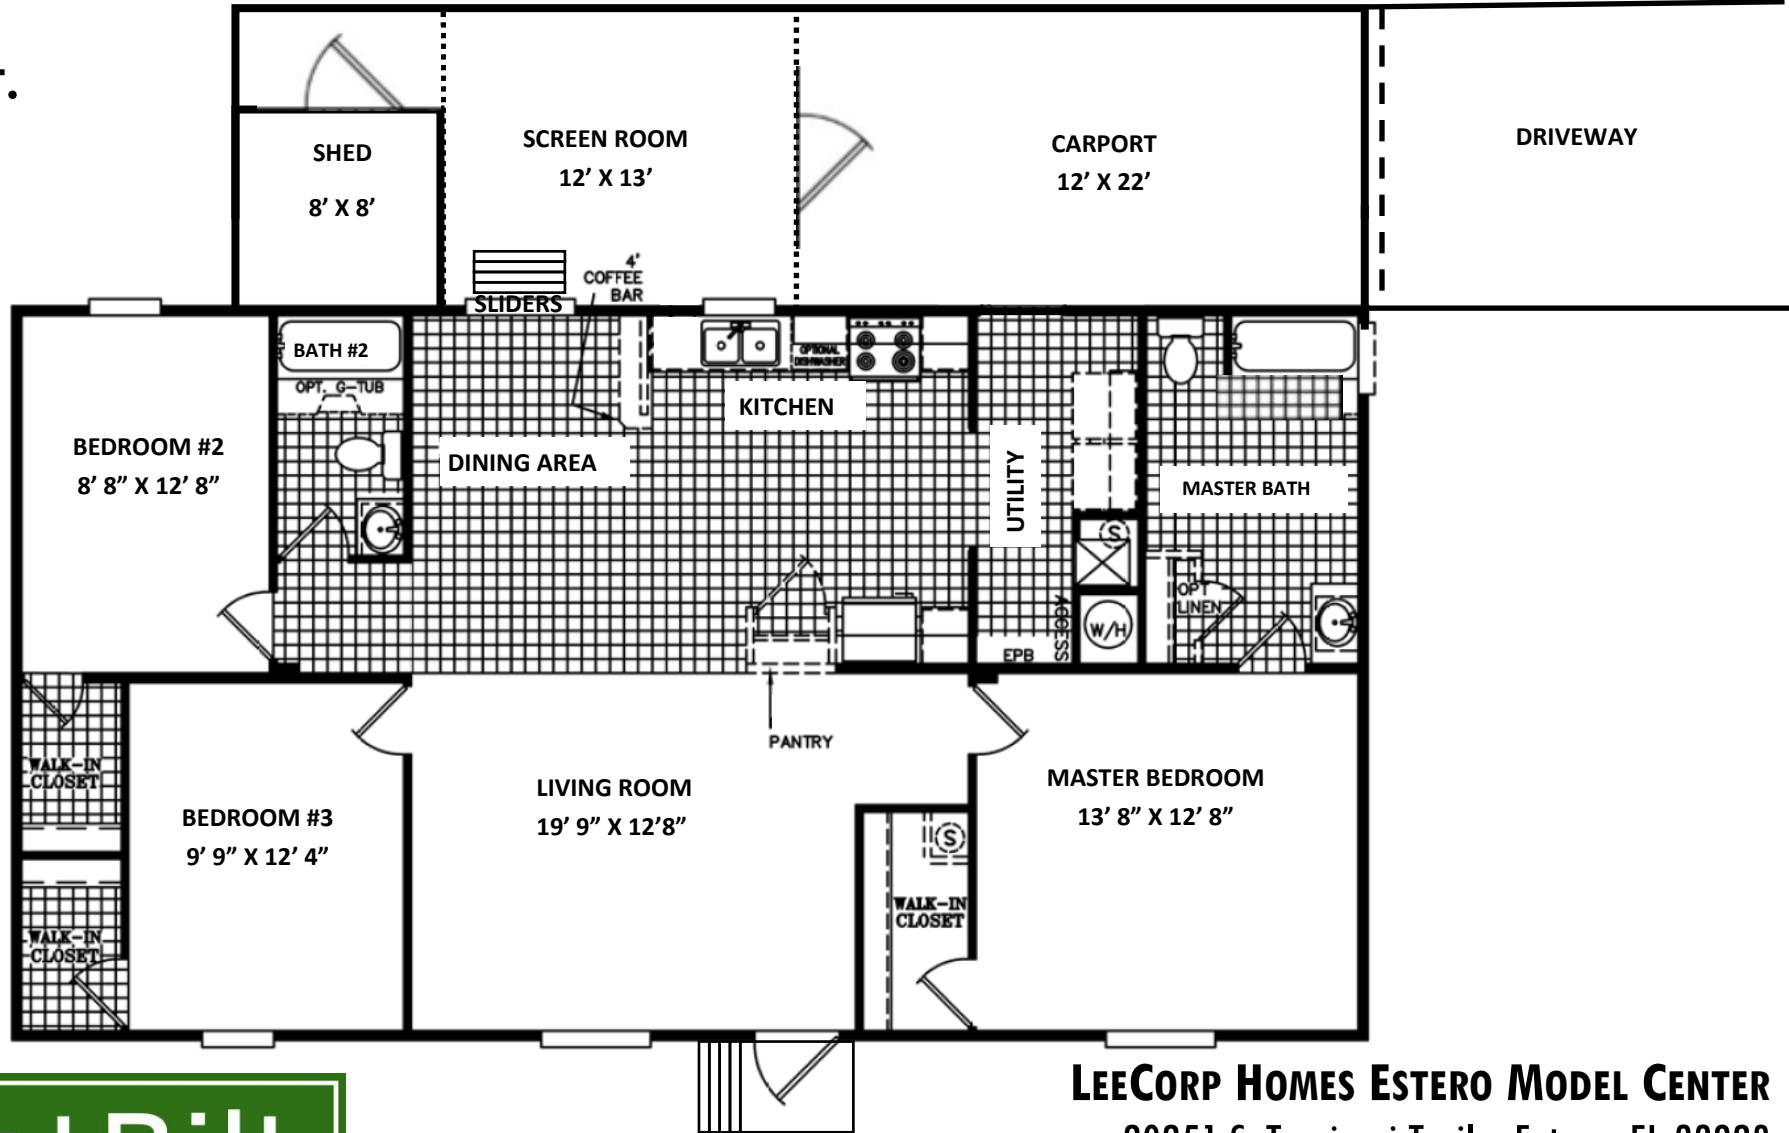 SHED
8’ X 8’
SCREEN ROOM
12’ X 13’
CARPORT
12’ X 22’
DRIVEWAY
4'
COFFEE
BAR
SLIDERS
BATH #2
OPT. G-TUB
OPTIONAL
DISHWASHER
KITCHEN
BEDROOM #2
8’ 8” X 12’ 8”
DINING AREA
UTILITY
MASTER BATH
S
OPT
LINEN
W/H
ACCESS
EPB
PANTRY
WALK-IN
CLOSET
BEDROOM #3
9’ 9” X 12’ 4”
LIVING ROOM
19’ 9” X 12’8”
MASTER BEDROOM
13’ 8” X 12’ 8”
S
WALK-IN
CLOSET
WALK-IN
CLOSET
LEECORP HOMES ESTERO MODEL CENTER